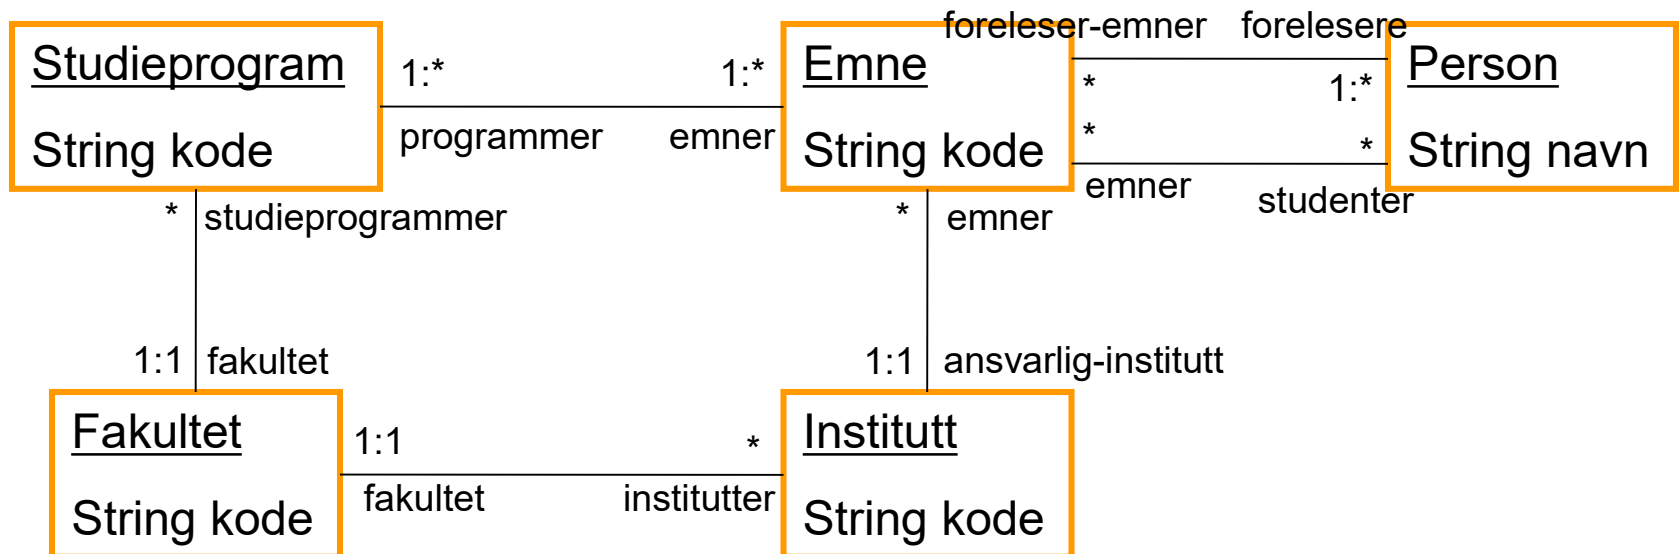 foreleser-emner forelesere
Studieprogram 1:* 1:* Emne * 1:* Person
String kode programmer emner String kode * * String navn
emner studenter
* studieprogrammer * emner
1:1 fakultet 1:1 ansvarlig-institutt
Fakultet 1:1 * Institutt
String kode fakultet institutter String kode